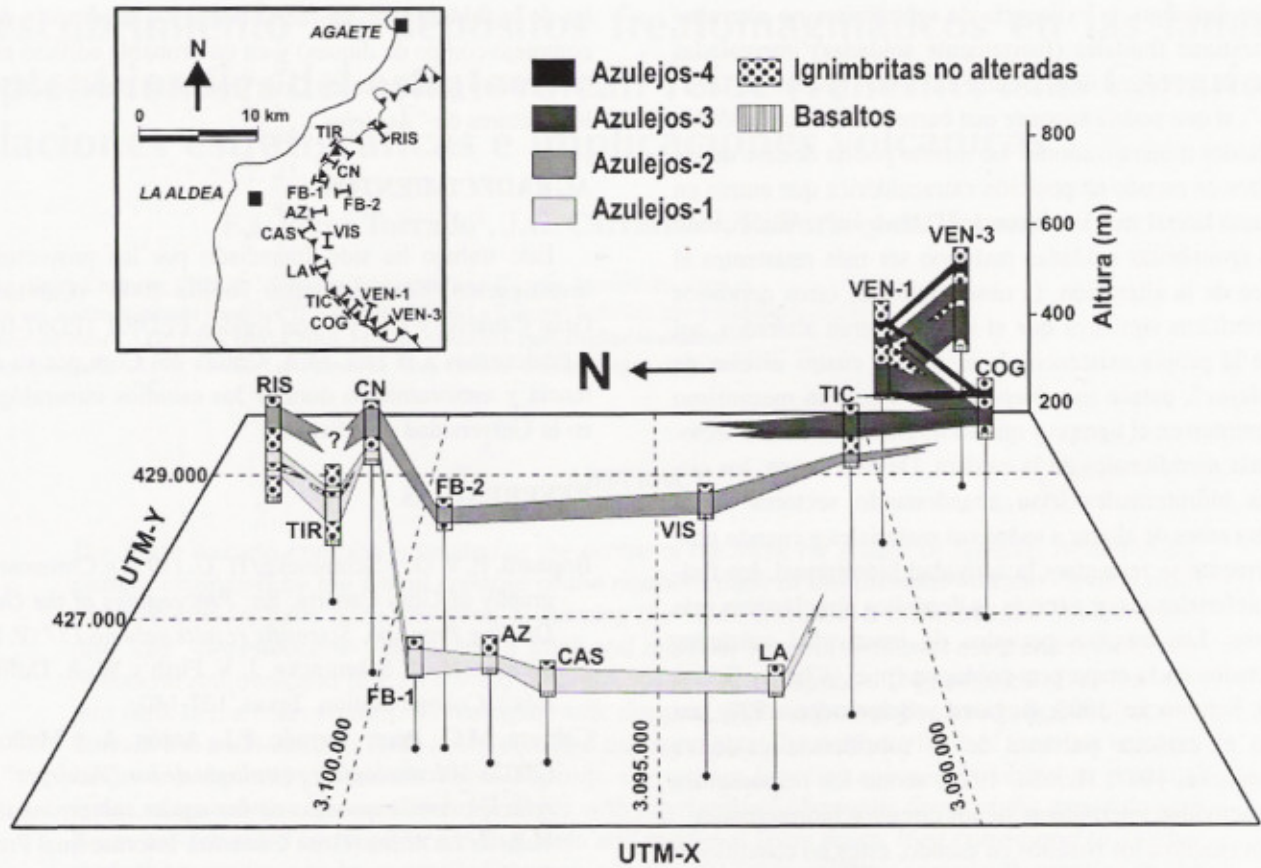 AGAETE
N
0 10 km
TIR
RIS
CN
FB-1
FB-2
LA ALDEA
AZ
CAS
VIS
LA
TIC
VEN-1
COG
VEN-3
Azulejos-4
Azulejos-3
Azulejos-2
Azulejos-1
Ignimbritas no alteradas
Basaltos
800
600
400
200
Altura (m)
VEN-3
VEN-1
COG
N
TIC
RIS
CN
?
TIR
FB-2
VIS
429.000
427.000
UTM-Y
FB-1
AZ
CAS
LA
3.100.000
3.095.000
3.090.000
UTM-X